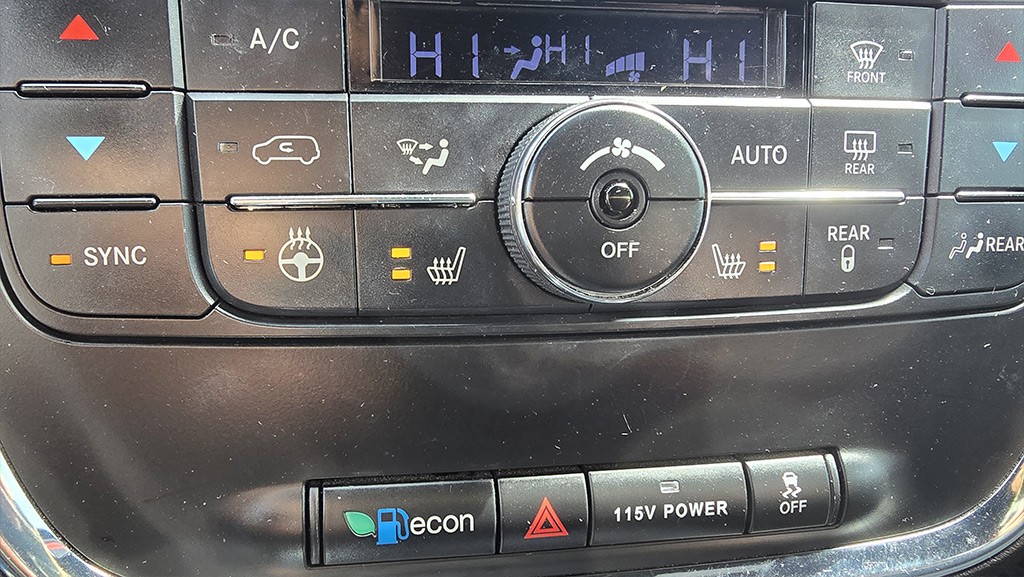 A/C
HI HI HI
FRONT
AUTO
REAR
SYNC
OFF
REAR
REAR
econ
115V POWER
OFF